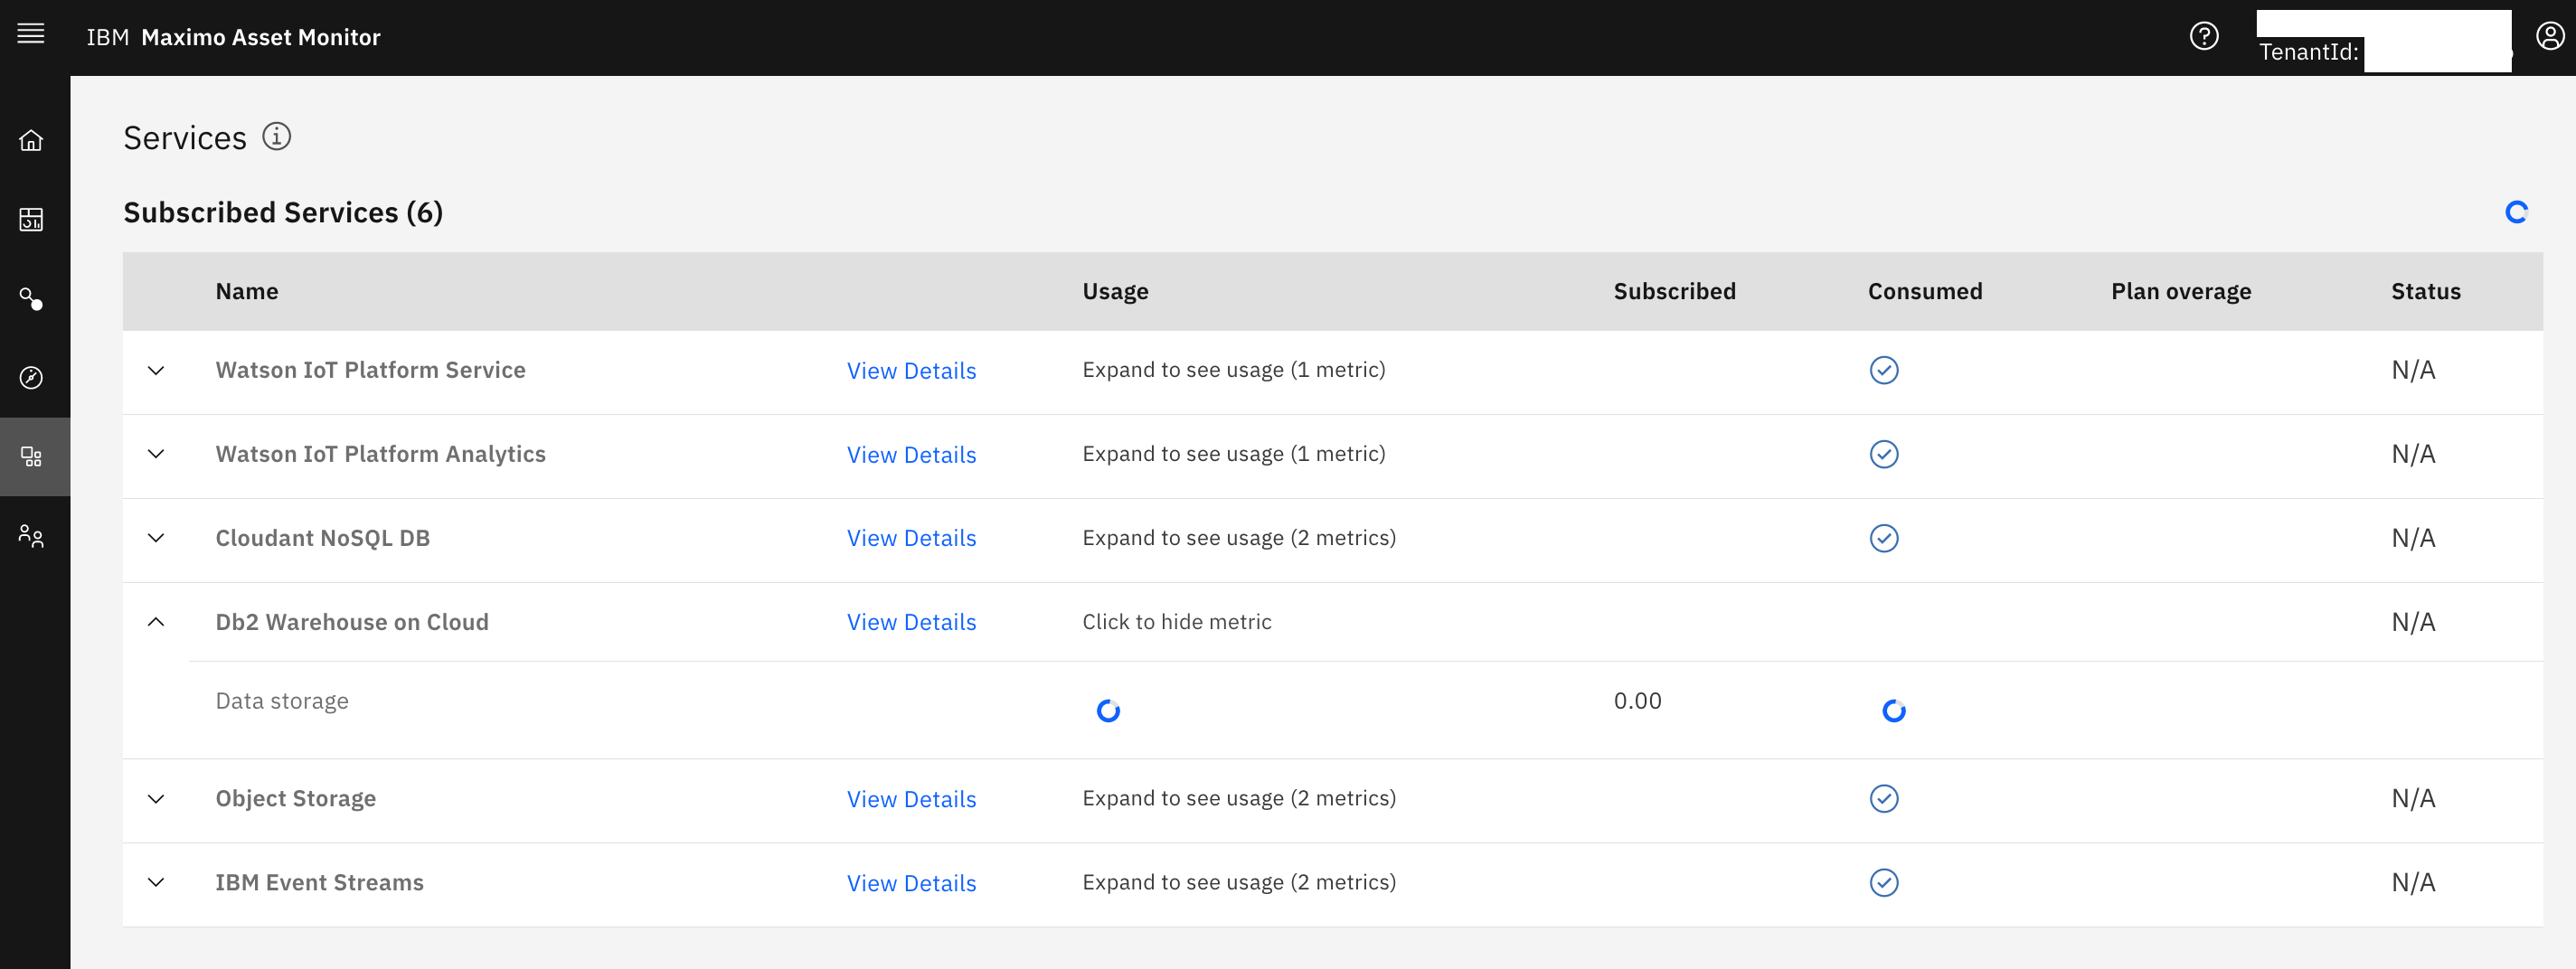 IBM Maximo Asset Monitor
TenantId:
Services
Subscribed Services (6)
Name Usage Subscribed Consumed Plan overage Status
Watson IoT Platform Service View Details Expand to see usage (1 metric) N/A
Watson IoT Platform Analytics View Details Expand to see usage (1 metric) N/A
Cloudant NoSQL DB View Details Expand to see usage (2 metrics) N/A
Db2 Warehouse on Cloud View Details Click to hide metric N/A
Data storage 0.00
Object Storage View Details Expand to see usage (2 metrics) N/A
IBM Event Streams View Details Expand to see usage (2 metrics) N/A